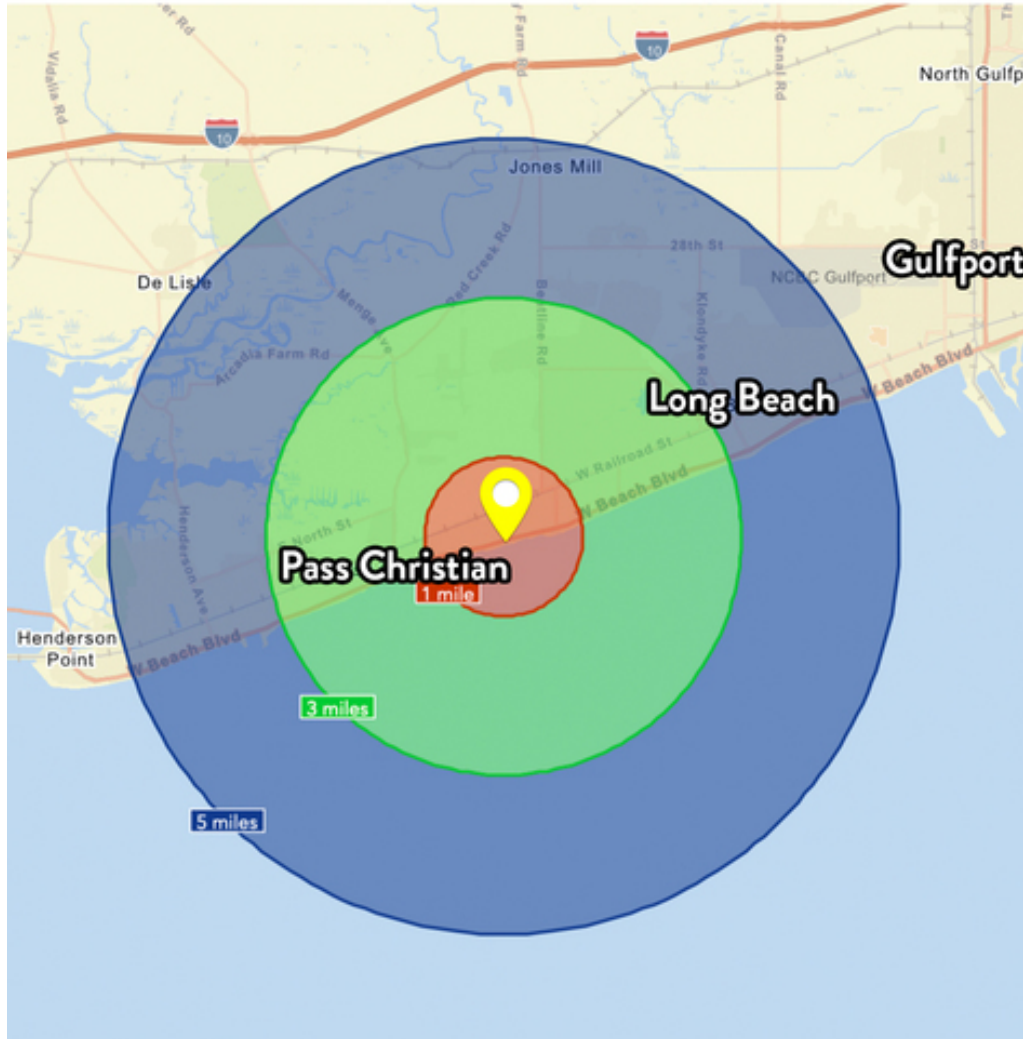 10
North Gulfp
Vidalia Rd
Canal Rd
10
Jones Mill
28th St
St
Gulfport
NCBC Gulfport
De Lisle
Red Creek Rd
Menge Ave
Beatline Rd
Klondyke Rd
Arcadia Farm Rd
W Beach Blvd
Long Beach
W Railroad St
W Beach Blvd
Henderson Ave
E North St
Pass Christian
1 mile
Henderson
Point
W Beach Blvd
3 miles
5 miles